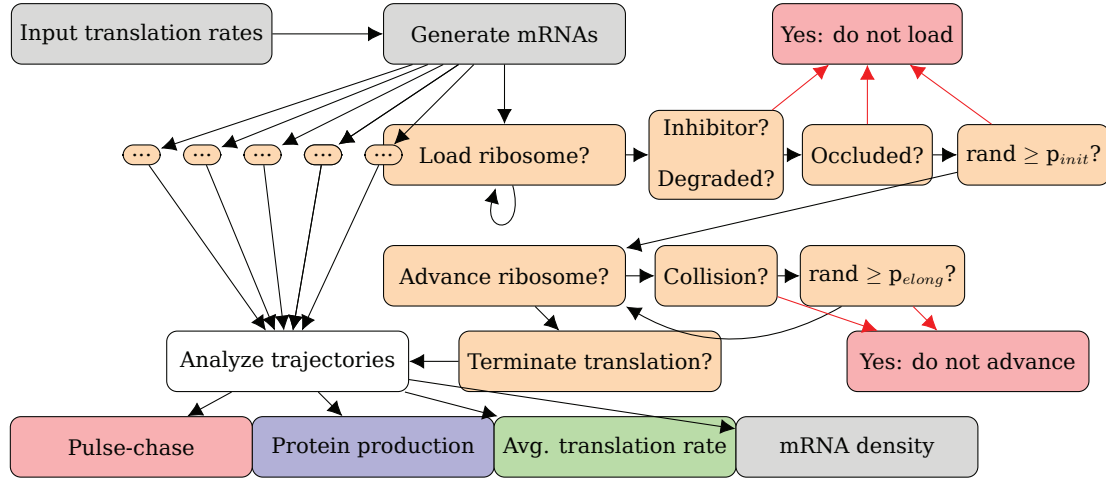 Input translation rates
Generate mRNAs
Yes: do not load
...
...
...
...
...
Load ribosome?
Inhibitor?
Degraded?
Occluded?
rand ≥ p_init?
Advance ribosome?
Collision?
rand ≥ p_elong?
Analyze trajectories
Terminate translation?
Yes: do not advance
Pulse-chase
Protein production
Avg. translation rate
mRNA density